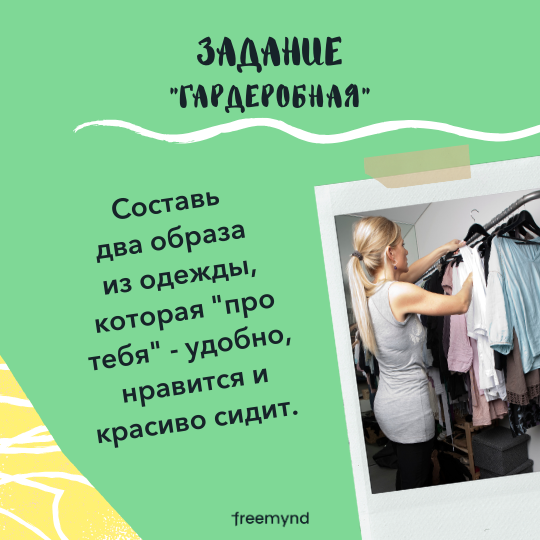 ЗАДАНИЕ
"ГАРДЕРОБНАЯ"
Составь
два образа
из одежды,
которая "про
тебя" - удобно,
нравится и
красиво сидит.
freemynd